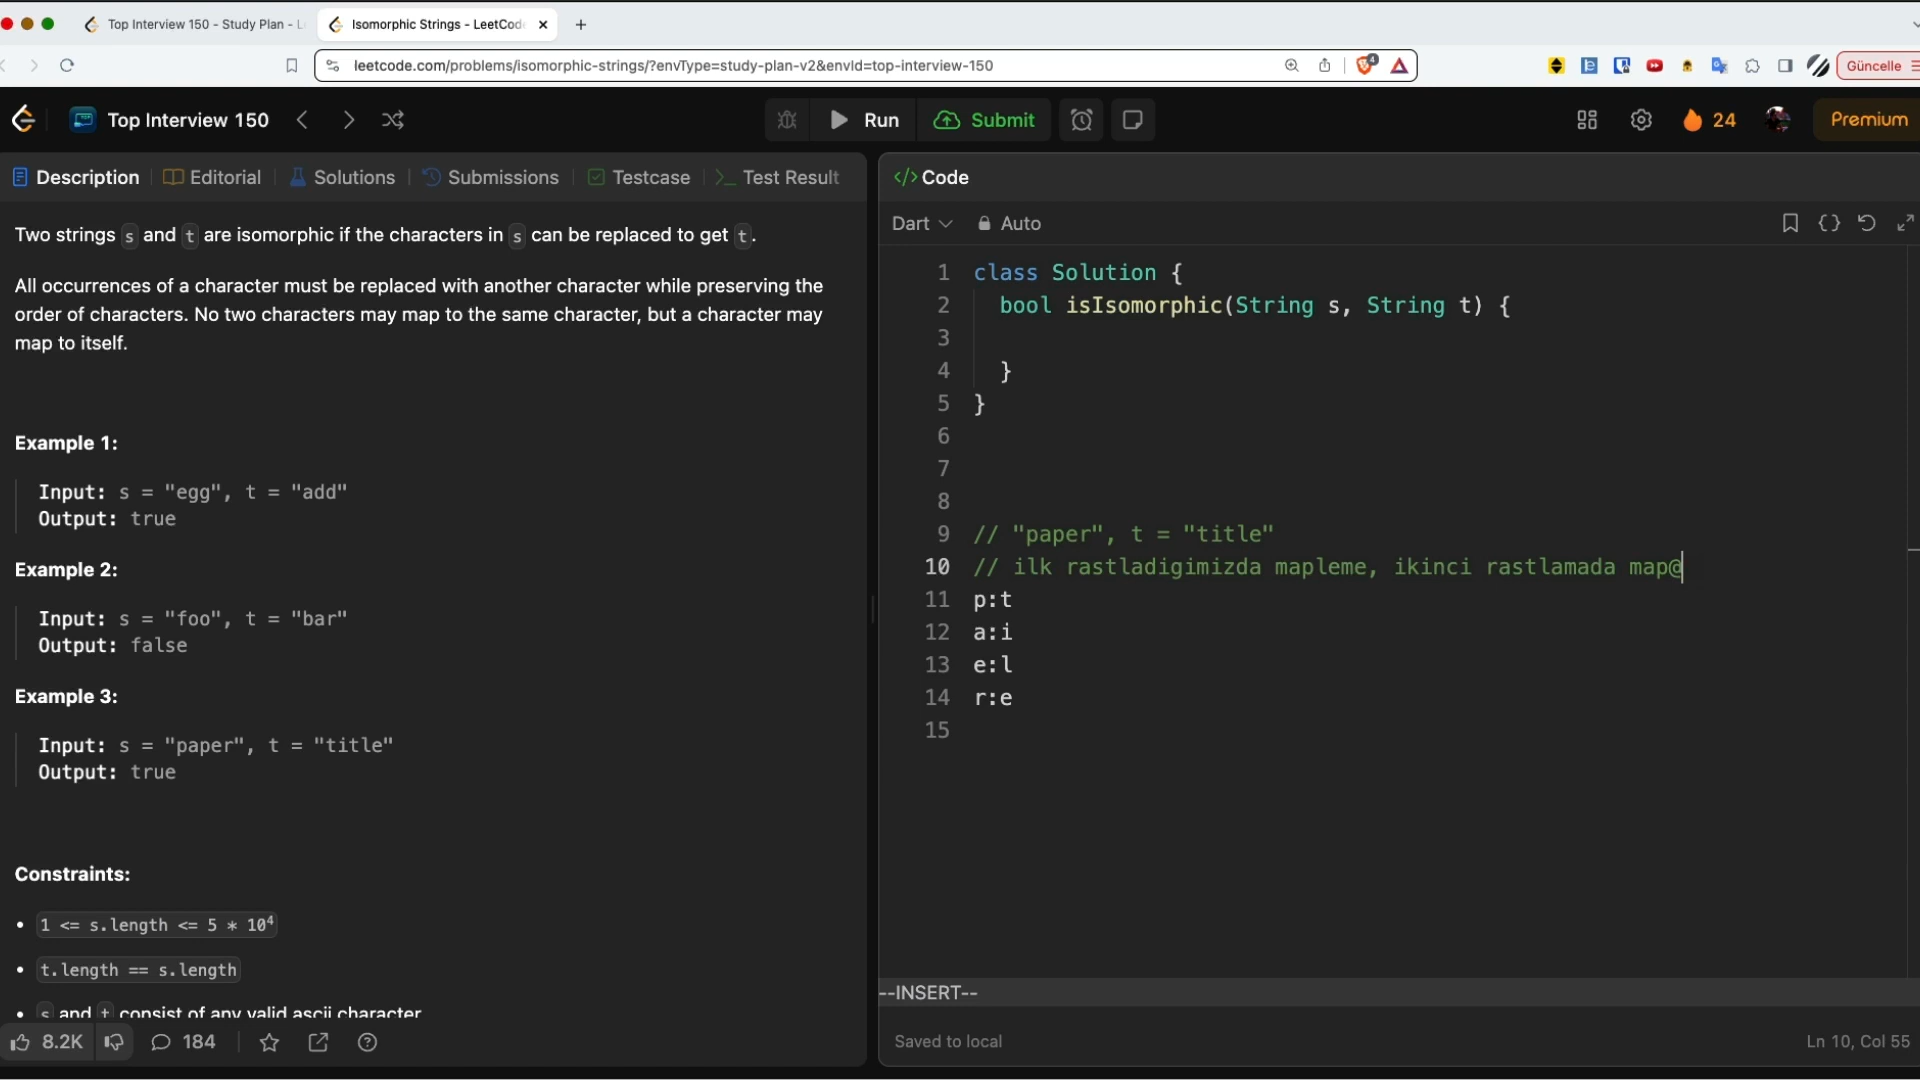 Top Interview 150 - Study Plan - L
Isomorphic Strings - LeetCod
leetcode.com/problems/isomorphic-strings/?envType=study-plan-v2&envId=top-interview-150
4
Güncelle
Top Interview 150
Run
Submit
24
Premium
Description
Editorial
Solutions
Submissions
Testcase
Test Result
Two strings s and t are isomorphic if the characters in s can be replaced to get t.
All occurrences of a character must be replaced with another character while preserving the
order of characters. No two characters may map to the same character, but a character may
map to itself.
Example 1:
Input: s = "egg", t = "add"
Output: true
Example 2:
Input: s = "foo", t = "bar"
Output: false
Example 3:
Input: s = "paper", t = "title"
Output: true
Constraints:
1 <= s.length <= 5 * 10⁴
t.length == s.length
s and t consist of any valid ascii character
8.2K
184
</> Code
Dart
Auto
1 class Solution {
2 bool isIsomorphic(String s, String t) {
3
4 }
5 }
6
7
8
9 // "paper", t = "title"
10 // ilk rastladigimizda mapleme, ikinci rastlamada map@
11 p:t
12 a:i
13 e:l
14 r:e
15
--INSERT--
Saved to local
Ln 10, Col 55